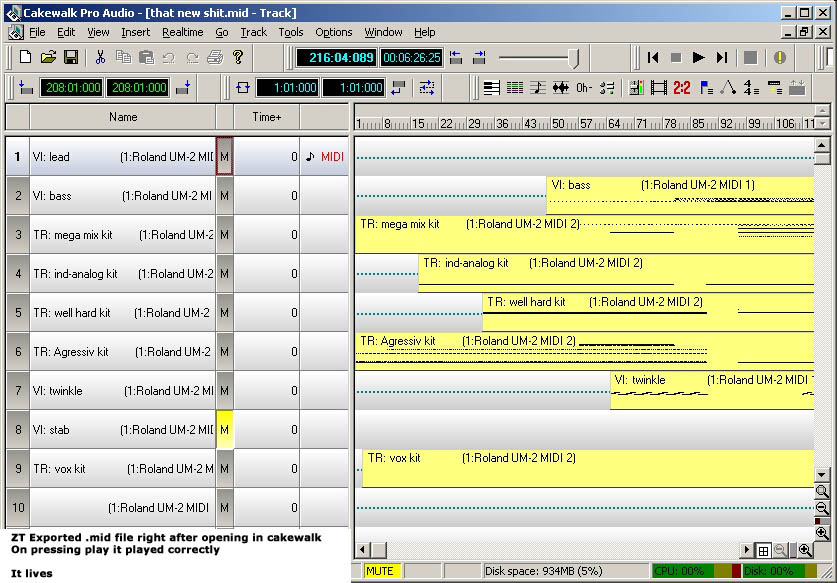 Cakewalk Pro Audio - [that new shit.mid - Track]
File Edit View Insert Realtime Go Track Tools Options Window Help
216:04:089 00:06:26:25
208:01:000 208:01:000 1:01:000 1:01:000 0h- 2:2
Name Time+
1 8 15 22 29 36 43 50 57 64 71 78 85 92 99 106 11
1 VI: lead (1:Roland UM-2 MIDI M 0 MIDI
2 VI: bass (1:Roland UM-2 MI M 0
VI: bass (1:Roland UM-2 MIDI 1)
3 TR: mega mix kit (1:Roland UM-2 M 0
TR: mega mix kit (1:Roland UM-2 MIDI 2)
4 TR: ind-analog kit (1:Roland UM-2 M 0
TR: ind-analog kit (1:Roland UM-2 MIDI 2)
5 TR: well hard kit (1:Roland UM-2 M 0
TR: well hard kit (1:Roland UM-2 MIDI 2)
6 TR: Agressiv kit (1:Roland UM-2 M 0
TR: Agressiv kit (1:Roland UM-2 MIDI 2)
7 VI: twinkle (1:Roland UM-2 MI M 0
VI: twinkle (1:Roland UM-2 MIDI 1
8 VI: stab (1:Roland UM-2 MIDI M 0
9 TR: vox kit (1:Roland UM-2 M M 0
TR: vox kit (1:Roland UM-2 MIDI 2)
10 (1:Roland UM-2 MIDI M 0
ZT Exported .mid file right after opening in cakewalk
On pressing play it played correctly
It lives
MUTE Disk space: 934MB (5%) CPU: 00% Disk: 00%